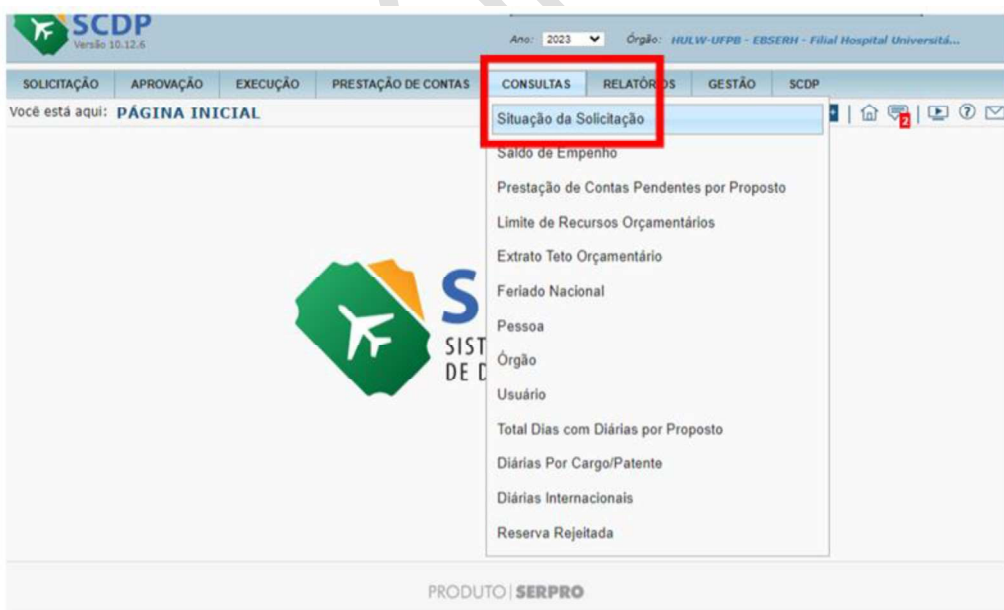 SCDP
Versão 10.12.6
Ano: 2023 Órgão: HULW-UFPB - EBSERH - Filial Hospital Universitá...
SOLICITAÇÃO APROVAÇÃO EXECUÇÃO PRESTAÇÃO DE CONTAS CONSULTAS RELATÓRIOS GESTÃO SCDP
Você está aqui: PÁGINA INICIAL
2
Situação da Solicitação
Saldo de Empenho
Prestação de Contas Pendentes por Proposto
Limite de Recursos Orçamentários
Extrato Teto Orçamentário
Feriado Nacional
Pessoa
Órgão
Usuário
Total Dias com Diárias por Proposto
Diárias Por Cargo/Patente
Diárias Internacionais
Reserva Rejeitada
S
SIST
DE D
PRODUTO | SERPRO